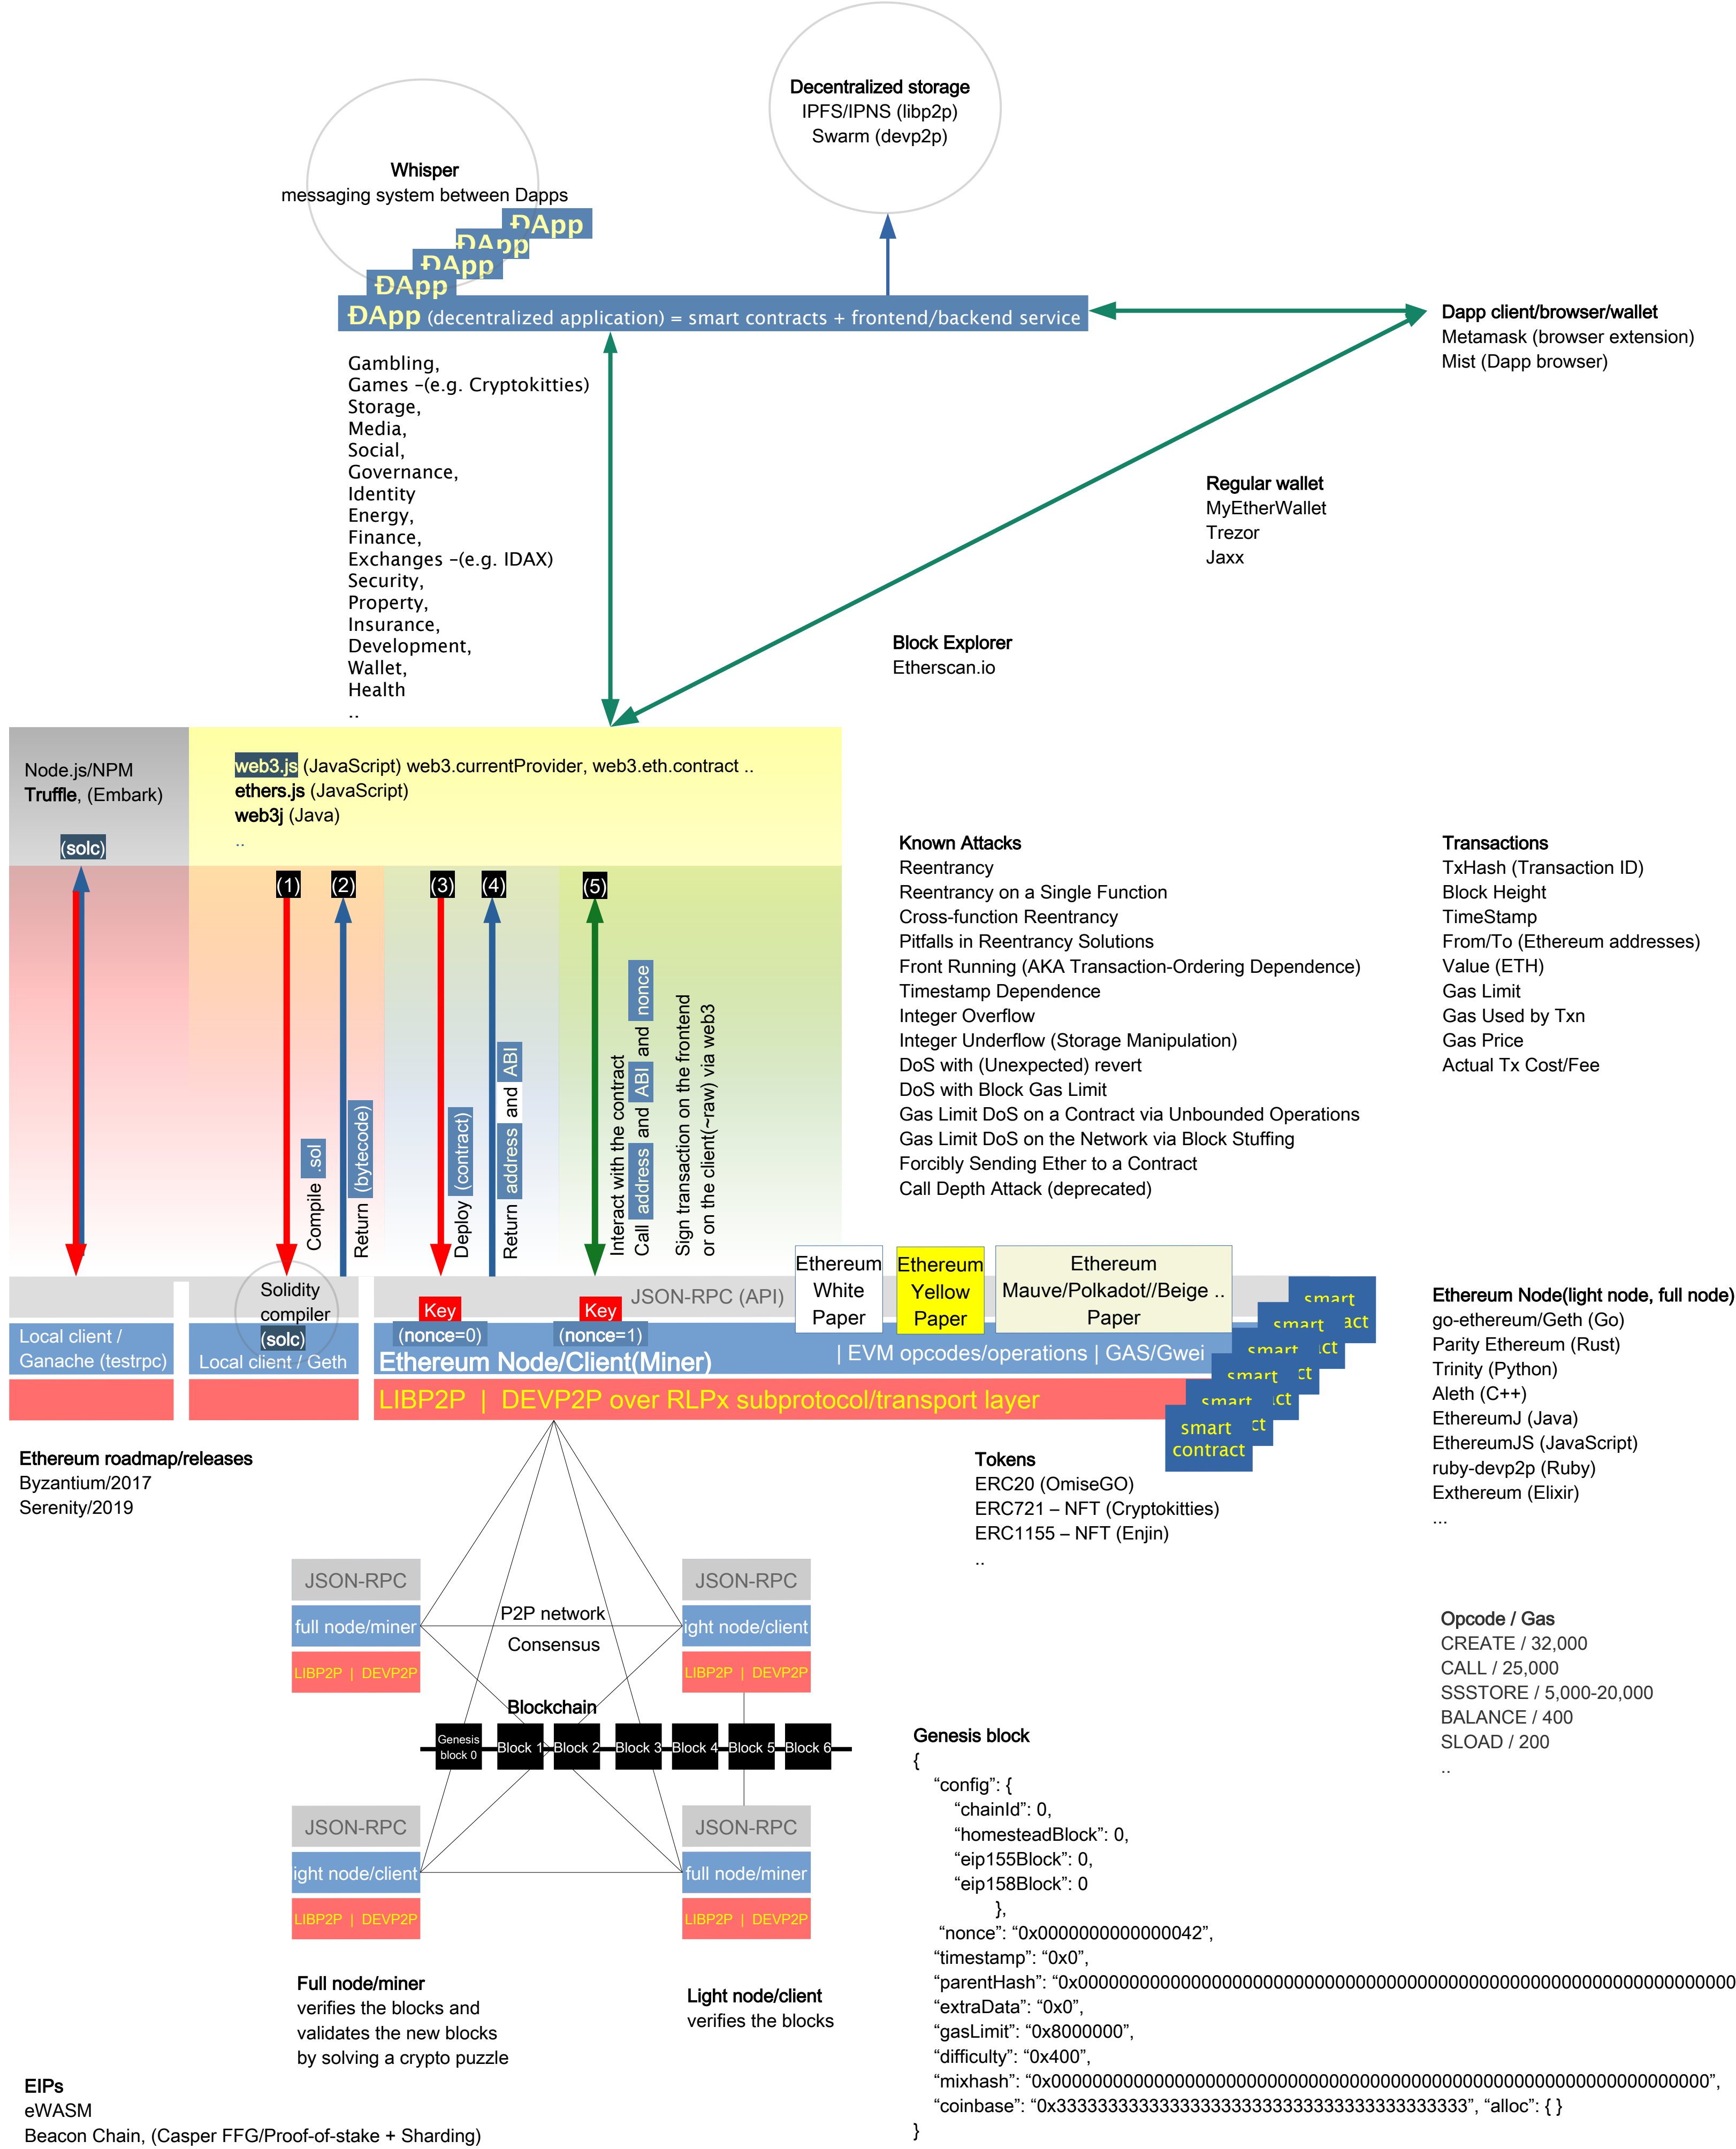 Decentralized storage
IPFS/IPNS (libp2p)
Swarm (devp2p)
Whisper
messaging system between Dapps
ÐApp
ÐApp
ÐApp
ÐApp
ÐApp (decentralized application) = smart contracts + frontend/backend service
Dapp client/browser/wallet
Metamask (browser extension)
Mist (Dapp browser)
Gambling,
Games –(e.g. Cryptokitties)
Storage,
Media,
Social,
Governance,
Identity
Energy,
Finance,
Exchanges –(e.g. IDAX)
Security,
Property,
Insurance,
Development,
Wallet,
Health
..
Regular wallet
MyEtherWallet
Trezor
Jaxx
Block Explorer
Etherscan.io
Node.js/NPM
Truffle, (Embark)
(solc)
web3.js (JavaScript) web3.currentProvider, web3.eth.contract ..
ethers.js (JavaScript)
web3j (Java)
..
(1)
(2)
(3)
(4)
(5)
Compile .sol
Return (bytecode)
Deploy (contract)
Return address and ABI
Interact with the contract
Call address and ABI and nonce
Sign transaction on the frontend
or on the client(~raw) via web3
Known Attacks
Reentrancy
Reentrancy on a Single Function
Cross-function Reentrancy
Pitfalls in Reentrancy Solutions
Front Running (AKA Transaction-Ordering Dependence)
Timestamp Dependence
Integer Overflow
Integer Underflow (Storage Manipulation)
DoS with (Unexpected) revert
DoS with Block Gas Limit
Gas Limit DoS on a Contract via Unbounded Operations
Gas Limit DoS on the Network via Block Stuffing
Forcibly Sending Ether to a Contract
Call Depth Attack (deprecated)
Transactions
TxHash (Transaction ID)
Block Height
TimeStamp
From/To (Ethereum addresses)
Value (ETH)
Gas Limit
Gas Used by Txn
Gas Price
Actual Tx Cost/Fee
Solidity
compiler
(solc)
Local client /
Ganache (testrpc)
Local client / Geth
Key
(nonce=0)
Key
(nonce=1)
JSON-RPC (API)
Ethereum
White
Paper
Ethereum
Yellow
Paper
Ethereum
Mauve/Polkadot//Beige ..
Paper
Ethereum Node/Client(Miner)
| EVM opcodes/operations | GAS/Gwei
LIBP2P | DEVP2P over RLPx subprotocol/transport layer
smart
act
smart
ct
smart
ct
smart
ct
smart
ct
contract
Ethereum Node(light node, full node)
go-ethereum/Geth (Go)
Parity Ethereum (Rust)
Trinity (Python)
Aleth (C++)
EthereumJ (Java)
EthereumJS (JavaScript)
ruby-devp2p (Ruby)
Exthereum (Elixir)
...
Ethereum roadmap/releases
Byzantium/2017
Serenity/2019
Tokens
ERC20 (OmiseGO)
ERC721 – NFT (Cryptokitties)
ERC1155 – NFT (Enjin)
..
JSON-RPC
full node/miner
LIBP2P | DEVP2P
P2P network
Consensus
JSON-RPC
ight node/client
LIBP2P | DEVP2P
Blockchain
Genesis
block 0
Block 1
Block 2
Block 3
Block 4
Block 5
Block 6
JSON-RPC
ight node/client
LIBP2P | DEVP2P
JSON-RPC
full node/miner
LIBP2P | DEVP2P
Opcode / Gas
CREATE / 32,000
CALL / 25,000
SSSTORE / 5,000-20,000
BALANCE / 400
SLOAD / 200
..
Genesis block
{
“config”: {
“chainId”: 0,
“homesteadBlock”: 0,
“eip155Block”: 0,
“eip158Block”: 0
},
“nonce”: “0x0000000000000042”,
“timestamp”: “0x0”,
“parentHash”: “0x0000000000000000000000000000000000000000000000000000000000000000
“extraData”: “0x0”,
“gasLimit”: “0x8000000”,
“difficulty”: “0x400”,
“mixhash”: “0x0000000000000000000000000000000000000000000000000000000000000000”,
“coinbase”: “0x3333333333333333333333333333333333333333”, “alloc”: { }
}
Full node/miner
verifies the blocks and
validates the new blocks
by solving a crypto puzzle
Light node/client
verifies the blocks
EIPs
eWASM
Beacon Chain, (Casper FFG/Proof-of-stake + Sharding)